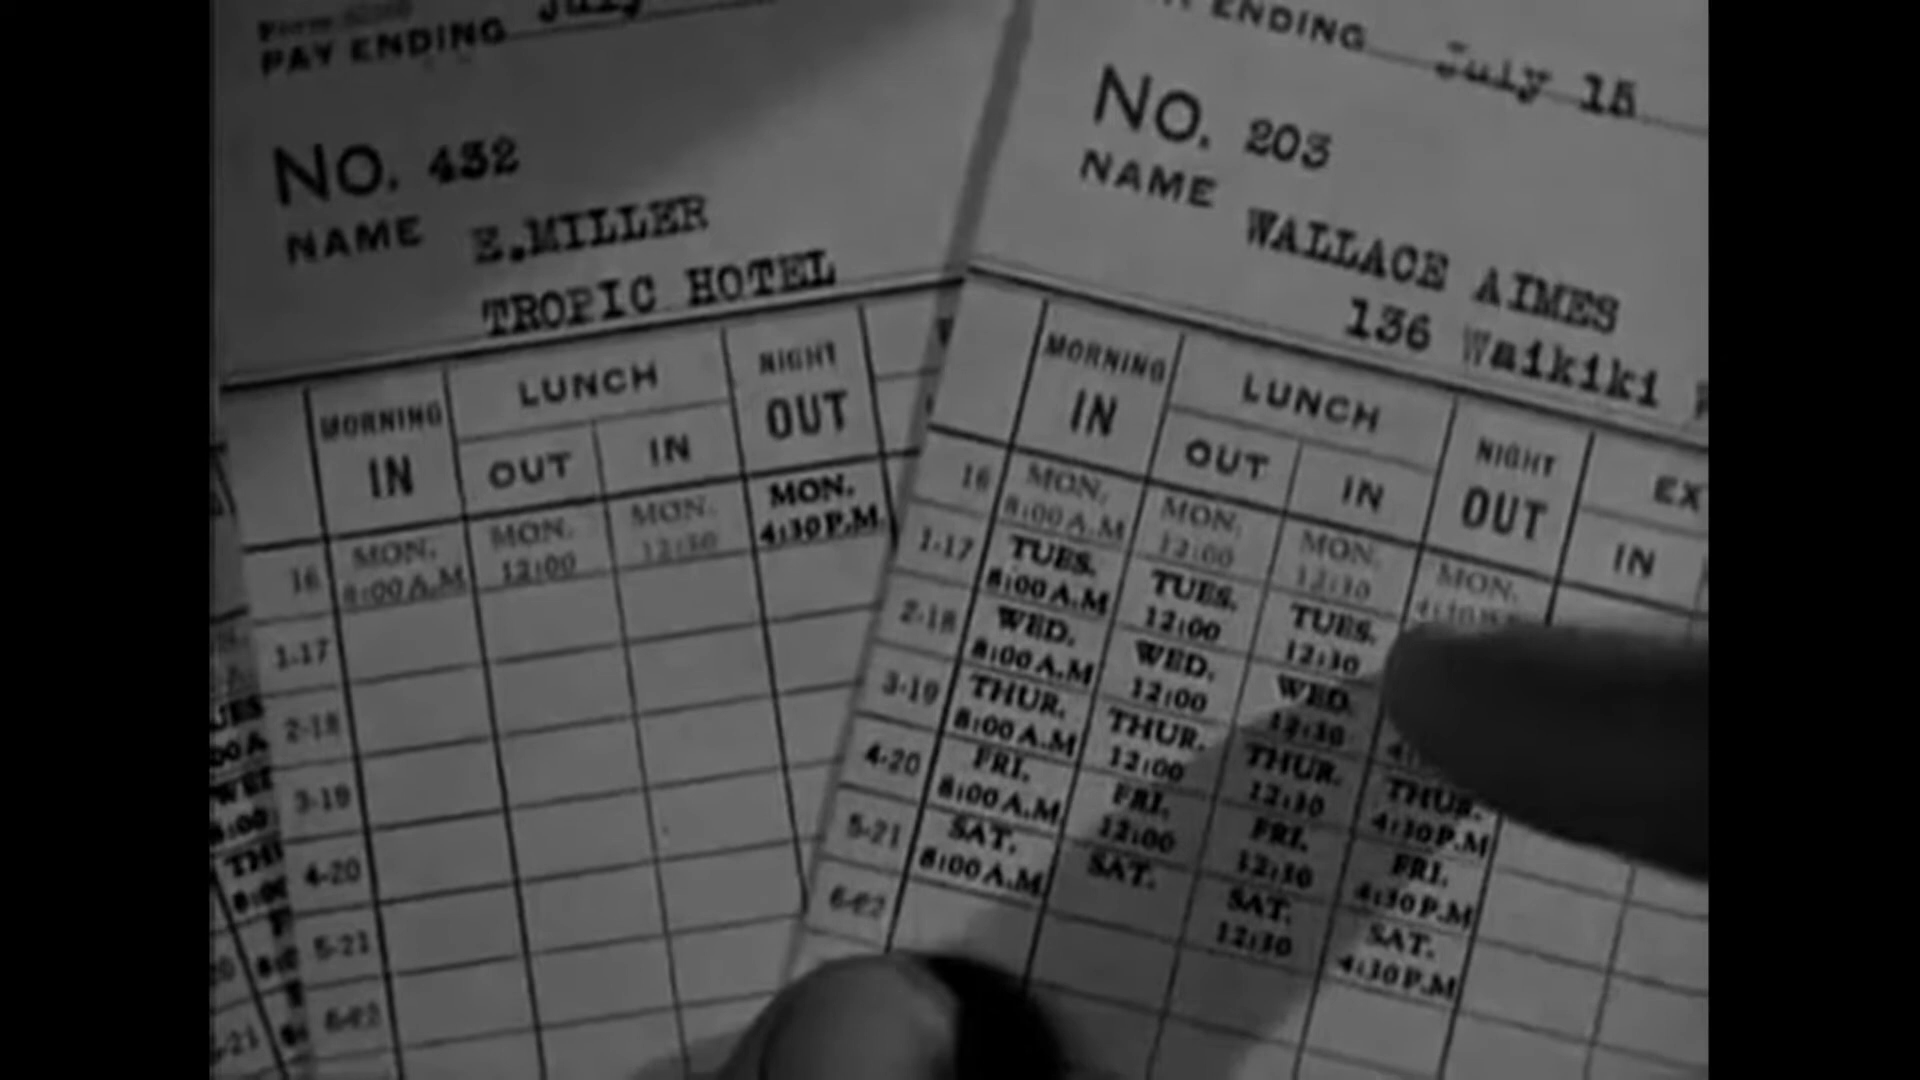 PAY ENDING July
NO. 432
NAME E.MILLER
TROPIC HOTEL
MORNING IN
LUNCH
OUT IN
NIGHT OUT
16 MON. 8:00 A.M MON. 12:00 MON. 12:30 MON. 4:30 P.M.
1-17
2-18
3-19
4-20
5-21
6-22
ENDING July 15
NO. 203
NAME WALLACE AIMES
136 Waikiki
MORNING IN
LUNCH
OUT IN
NIGHT OUT
EX
IN
16 MON. 8:00 A.M MON. 12:00 MON. 12:30 MON. 4:30
1-17 TUES. 8:00 A.M TUES. 12:00 TUES. 12:30
2-18 WED. 8:00 A.M WED. 12:00 WED. 12:30
3-19 THUR. 8:00 A.M THUR. 12:00 THUR. 12:30 THUR. 4:30 P.M
4-20 FRI. 8:00 A.M FRI. 12:00 FRI. 12:30 FRI. 4:30 P.M
5-21 SAT. 8:00 A.M SAT. SAT. 12:30 SAT. 4:30 P.M
6-22